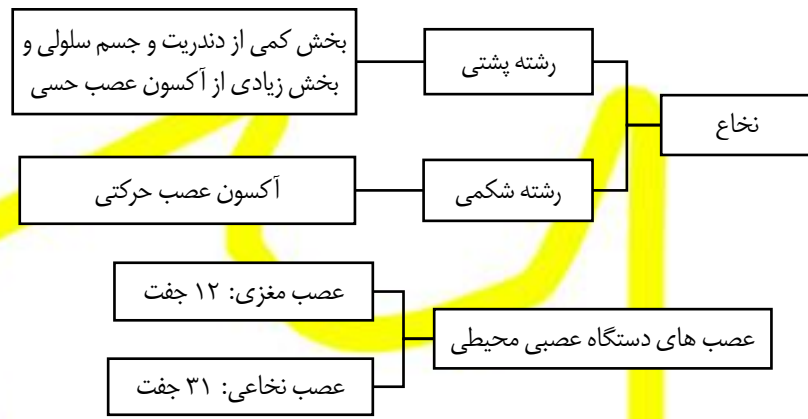 نخاع
رشته پشتی
بخش کمی از دندریت و جسم سلولی و
بخش زیادی از آکسون عصب حسی
رشته شکمی
آکسون عصب حرکتی
عصب های دستگاه عصبی محیطی
عصب مغزی: ۱۲ جفت
عصب نخاعی: ۳۱ جفت